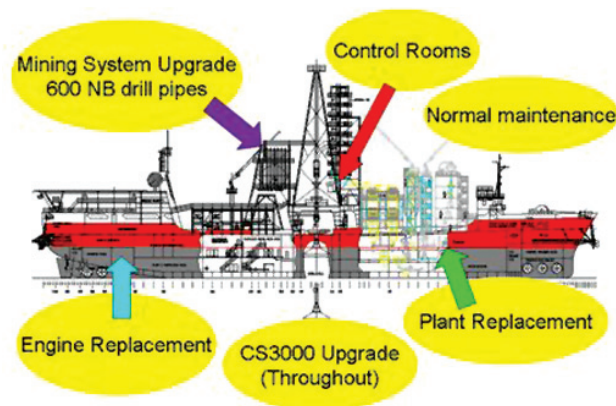 Mining System Upgrade
600 NB drill pipes
Control Rooms
Normal maintenance
Engine Replacement
CS3000 Upgrade
(Throughout)
Plant Replacement